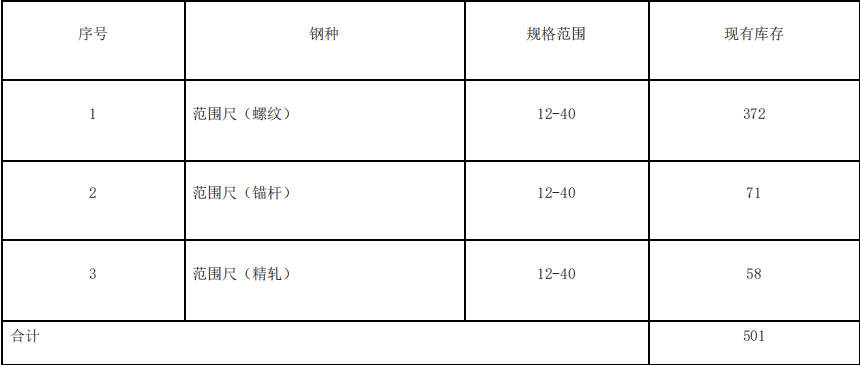 序号 钢种 规格范围 现有库存
1 范围尺（螺纹） 12-40 372
2 范围尺（锚杆） 12-40 71
3 范围尺（精轧） 12-40 58
合计 501